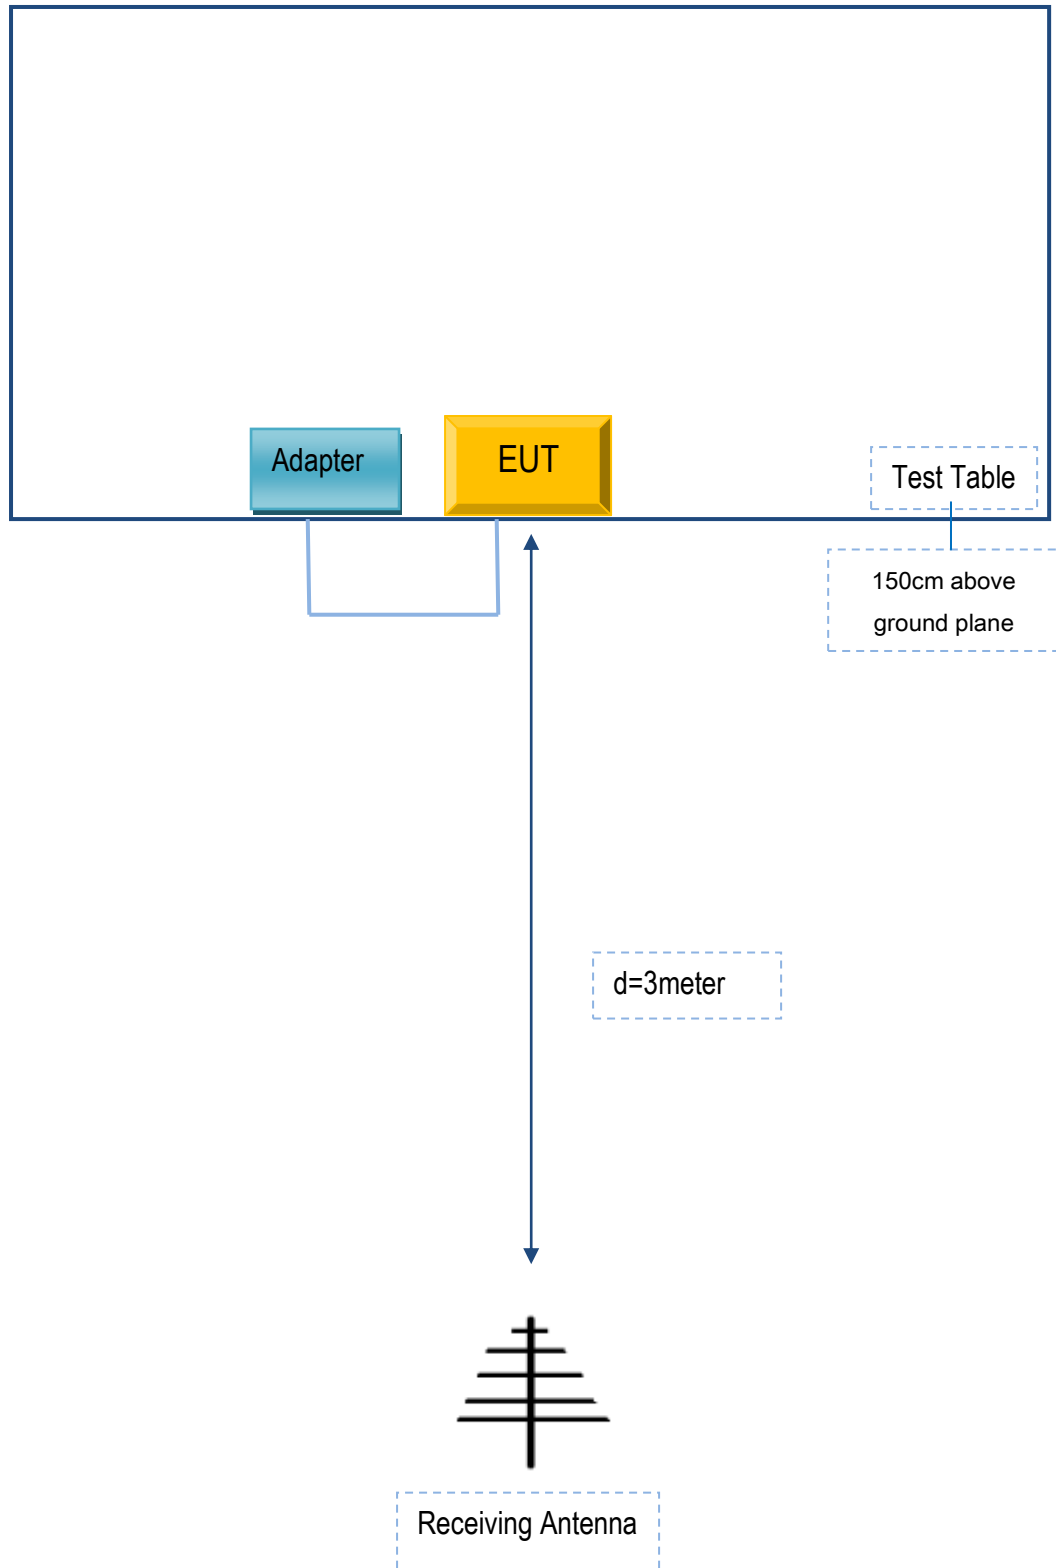 Adapter
EUT
Test Table
150cm above
ground plane
d=3meter
Receiving Antenna